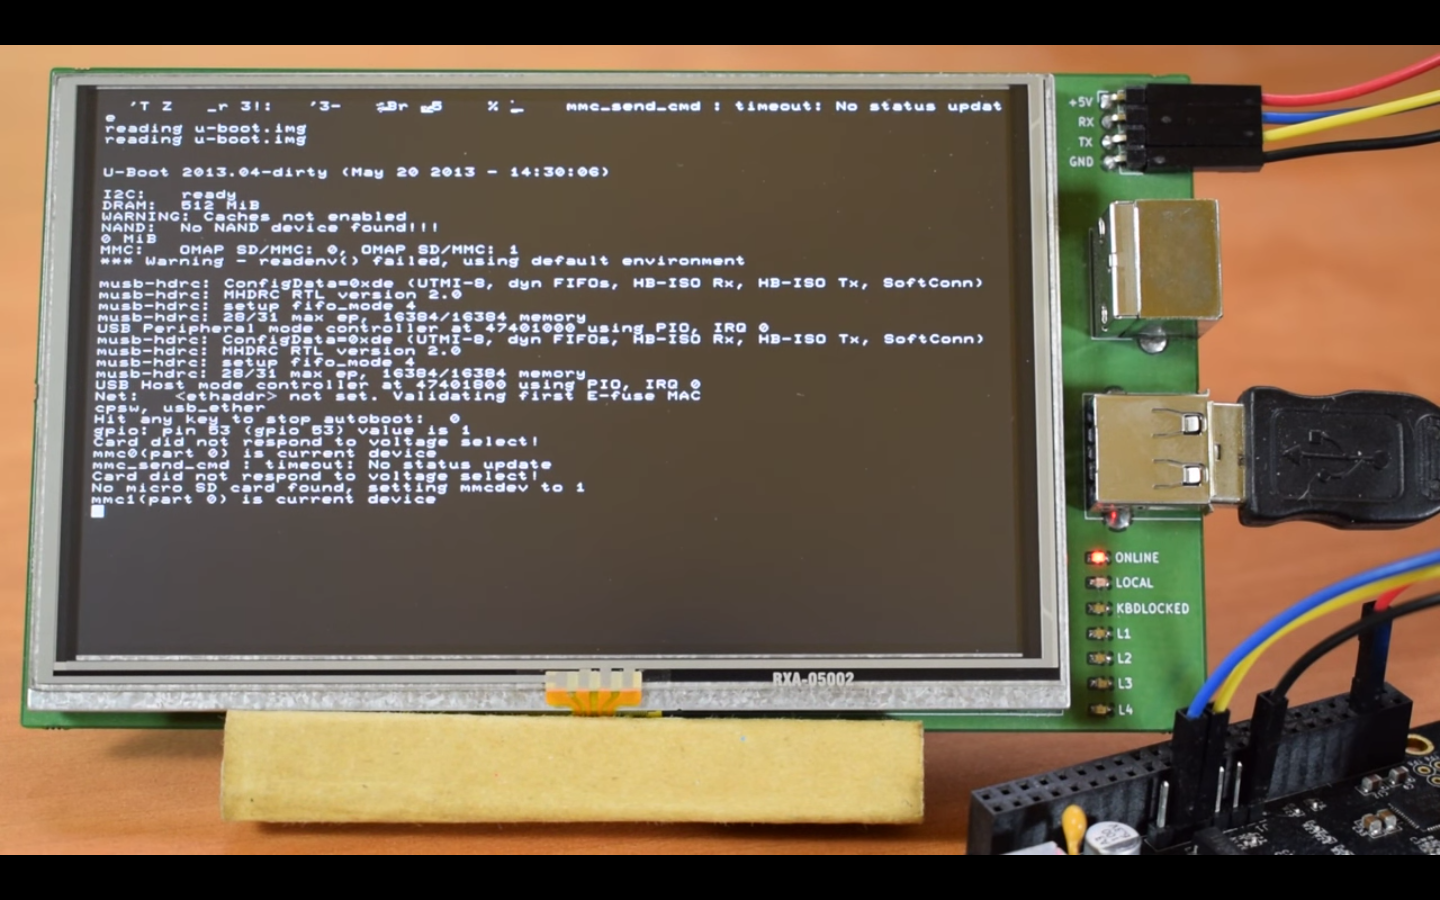 'T Z _r 3!: '3- Br 5 % mmc_send_cmd : timeout: No status updat
e
reading u-boot.img
reading u-boot.img
U-Boot 2013.04-dirty (May 20 2013 - 14:30:06)
I2C: ready
DRAM: 512 MiB
WARNING: Caches not enabled
NAND: No NAND device found!!!
0 MiB
MMC: OMAP SD/MMC: 0, OMAP SD/MMC: 1
*** Warning - readenv() failed, using default environment
musb-hdrc: ConfigData=0xde (UTMI-8, dyn FIFOs, HB-ISO Rx, HB-ISO Tx, SoftConn)
musb-hdrc: MHDRC RTL version 2.0
musb-hdrc: setup fifo_mode 4
musb-hdrc: 28/31 max ep, 16384/16384 memory
USB Peripheral mode controller at 47401000 using PIO, IRQ 0
musb-hdrc: ConfigData=0xde (UTMI-8, dyn FIFOs, HB-ISO Rx, HB-ISO Tx, SoftConn)
musb-hdrc: MHDRC RTL version 2.0
musb-hdrc: setup fifo_mode 4
musb-hdrc: 28/31 max ep, 16384/16384 memory
USB Host mode controller at 47401800 using PIO, IRQ 0
Net: <ethaddr> not set. Validating first E-fuse MAC
cpsw, usb_ether
Hit any key to stop autoboot: 0
gpio: pin 53 (gpio 53) value is 1
Card did not respond to voltage select!
mmc0(part 0) is current device
mmc_send_cmd : timeout: No status update
Card did not respond to voltage select!
No micro SD card found, setting mmcdev to 1
mmc1(part 0) is current device
RXA-05002
+5V
RX
TX
GND
ONLINE
LOCAL
KBDLOCKED
L1
L2
L3
L4